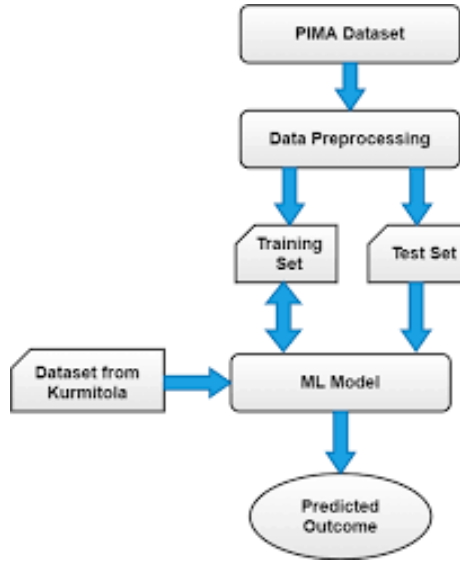 PIMA Dataset
Data Preprocessing
Training
Set
Test Set
Dataset from
Kurmitola
ML Model
Predicted
Outcome